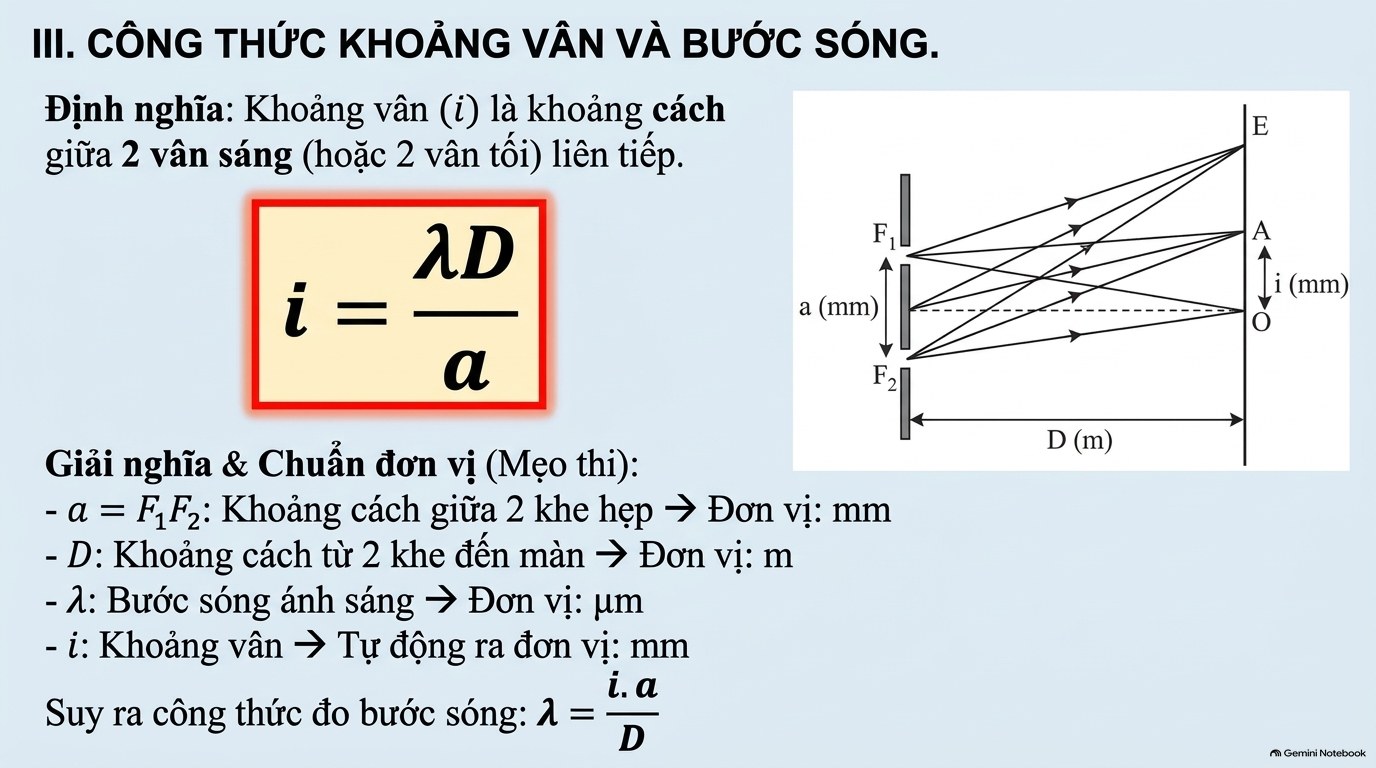 III. CÔNG THỨC KHOẢNG VÂN VÀ BƯỚC SÓNG.
Định nghĩa: Khoảng vân (i) là khoảng cách
giữa 2 vân sáng (hoặc 2 vân tối) liên tiếp.
i = λD/a
E
F₁
A
a (mm)
i (mm)
O
F₂
D (m)
Giải nghĩa & Chuẩn đơn vị (Mẹo thi):
- a = F₁F₂: Khoảng cách giữa 2 khe hẹp → Đơn vị: mm
- D: Khoảng cách từ 2 khe đến màn → Đơn vị: m
- λ: Bước sóng ánh sáng → Đơn vị: μm
- i: Khoảng vân → Tự động ra đơn vị: mm
Suy ra công thức đo bước sóng: λ = i.a/D
Gemini Notebook